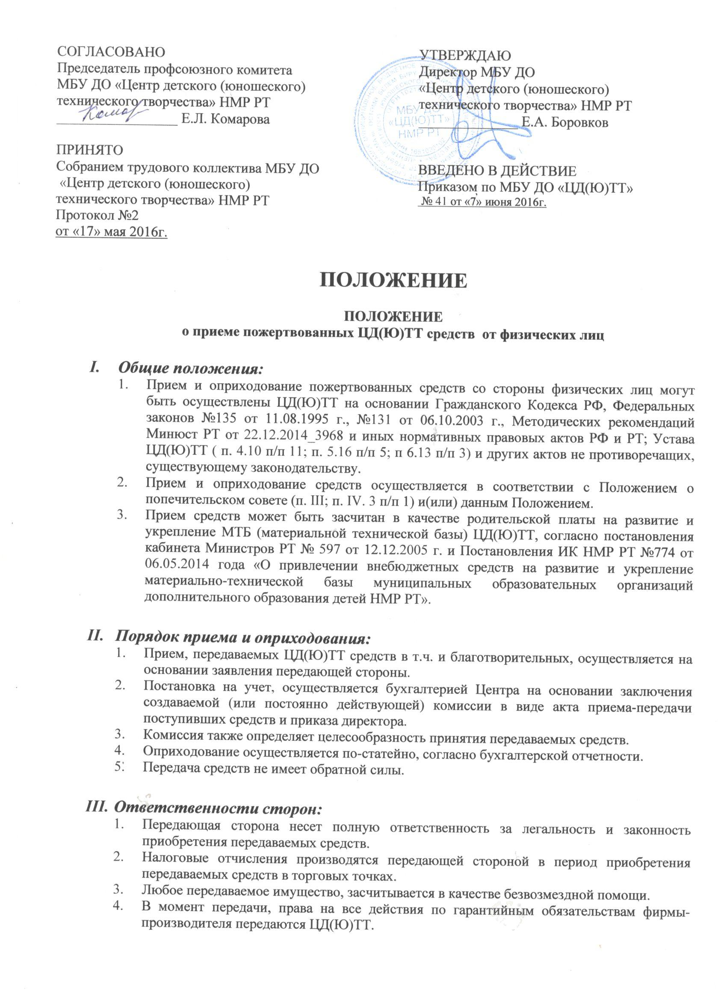 СОГЛАСОВАНО
Председатель профсоюзного комитета
МБУ ДО «Центр детского (юношеского)
технического творчества» НМР РТ
Комар
Е.Л. Комарова
УТВЕРЖДАЮ
Директор МБУ ДО
«Центр детского (юношеского)
технического творчества» НМР РТ
Е.А. Боровков
МБУ ДО
«ЦД(Ю)ТТ»
НМР РТ
ПРИНЯТО
Собранием трудового коллектива МБУ ДО
«Центр детского (юношеского)
технического творчества» НМР РТ
Протокол №2
от «17» мая 2016г.
ВВЕДЕНО В ДЕЙСТВИЕ
Приказом по МБУ ДО «ЦД(Ю)ТТ»
№ 41 от «7» июня 2016г.
ПОЛОЖЕНИЕ
ПОЛОЖЕНИЕ
о приеме пожертвованных ЦД(Ю)ТТ средств от физических лиц
I. Общие положения:
1. Прием и оприходование пожертвованных средств со стороны физических лиц могут
быть осуществлены ЦД(Ю)ТТ на основании Гражданского Кодекса РФ, Федеральных
законов №135 от 11.08.1995 г., №131 от 06.10.2003 г., Методических рекомендаций
Минюст РТ от 22.12.2014_3968 и иных нормативных правовых актов РФ и РТ; Устава
ЦД(Ю)ТТ ( п. 4.10 п/п 11; п. 5.16 п/п 5; п 6.13 п/п 3) и других актов не противоречащих,
существующему законодательству.
2. Прием и оприходование средств осуществляется в соответствии с Положением о
попечительском совете (п. III; п. IV. 3 п/п 1) и(или) данным Положением.
3. Прием средств может быть засчитан в качестве родительской платы на развитие и
укрепление МТБ (материальной технической базы) ЦД(Ю)ТТ, согласно постановления
кабинета Министров РТ № 597 от 12.12.2005 г. и Постановления ИК НМР РТ №774 от
06.05.2014 года «О привлечении внебюджетных средств на развитие и укрепление
материально-технической базы муниципальных образовательных организаций
дополнительного образования детей НМР РТ».
II. Порядок приема и оприходования:
1. Прием, передаваемых ЦД(Ю)ТТ средств в т.ч. и благотворительных, осуществляется на
основании заявления передающей стороны.
2. Постановка на учет, осуществляется бухгалтерией Центра на основании заключения
создаваемой (или постоянно действующей) комиссии в виде акта приема-передачи
поступивших средств и приказа директора.
3. Комиссия также определяет целесообразность принятия передаваемых средств.
4. Оприходование осуществляется по-статейно, согласно бухгалтерской отчетности.
5. Передача средств не имеет обратной силы.
III. Ответственности сторон:
1. Передающая сторона несет полную ответственность за легальность и законность
приобретения передаваемых средств.
2. Налоговые отчисления производятся передающей стороной в период приобретения
передаваемых средств в торговых точках.
3. Любое передаваемое имущество, засчитывается в качестве безвозмездной помощи.
4. В момент передачи, права на все действия по гарантийным обязательствам фирмы-
производителя передаются ЦД(Ю)ТТ.